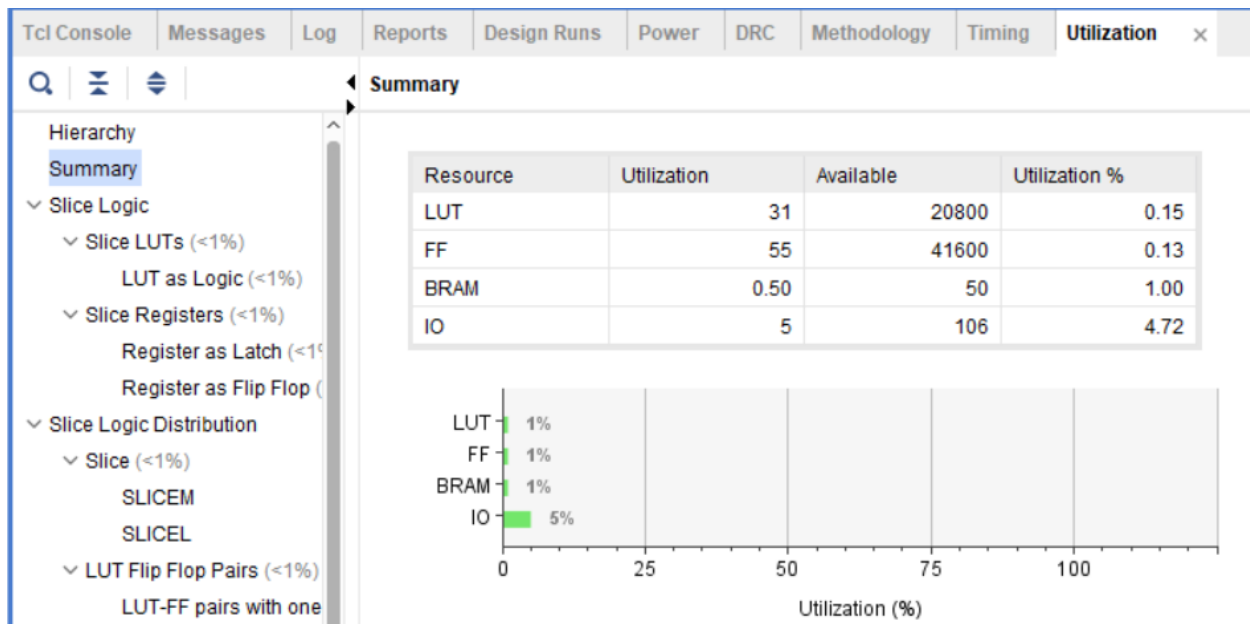 Tcl Console Messages Log Reports Design Runs Power DRC Methodology Timing Utilization ×
Summary
Hierarchy
Summary
Slice Logic
Slice LUTs (<1%)
LUT as Logic (<1%)
Slice Registers (<1%)
Register as Latch (<1%
Register as Flip Flop (
Slice Logic Distribution
Slice (<1%)
SLICEM
SLICEL
LUT Flip Flop Pairs (<1%)
LUT-FF pairs with one
Resource Utilization Available Utilization %
LUT 31 20800 0.15
FF 55 41600 0.13
BRAM 0.50 50 1.00
IO 5 106 4.72
LUT 1%
FF 1%
BRAM 1%
IO 5%
0 25 50 75 100
Utilization (%)